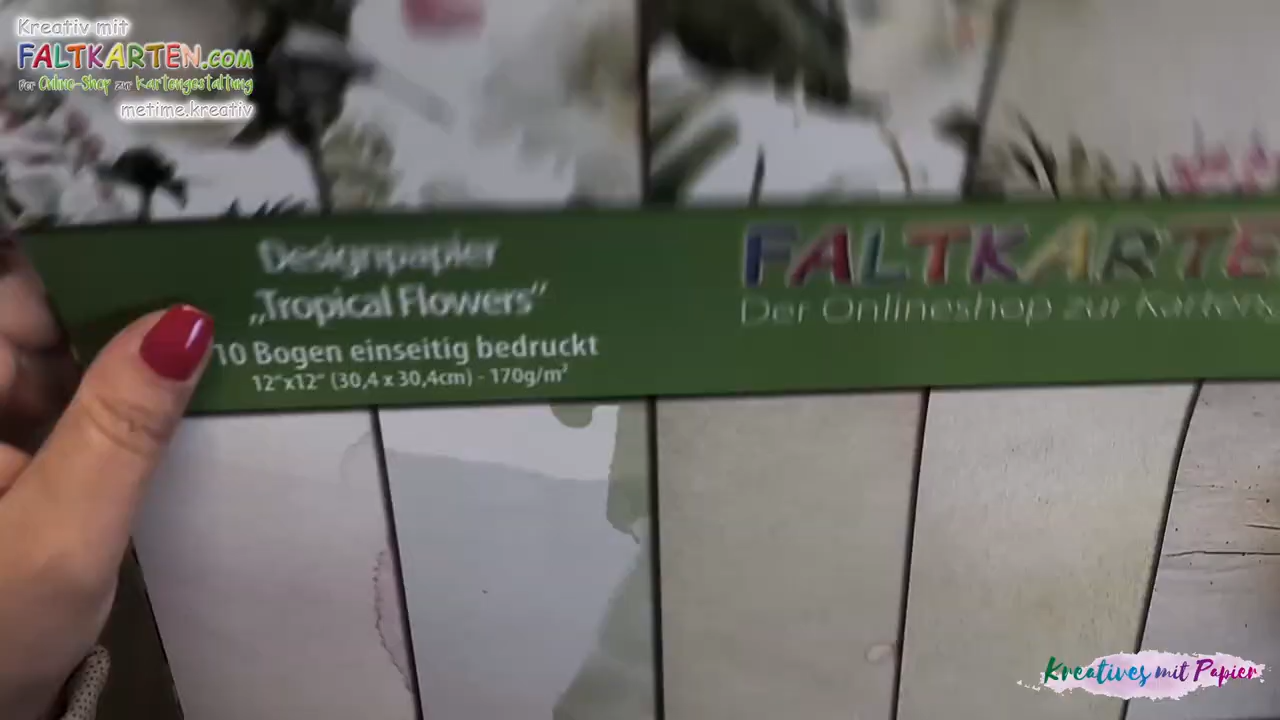 Kreativ mit
FALTKARTEN.com
Der Online-Shop zur Kartengestaltung
metime.kreativ
Designpapier
„Tropical Flowers“
10 Bogen einseitig bedruckt
12“x12“ (30,4 x 30,4cm) - 170g/m²
FALTKARTE
Der Onlineshop zur Karteng
Kreatives mit Papier